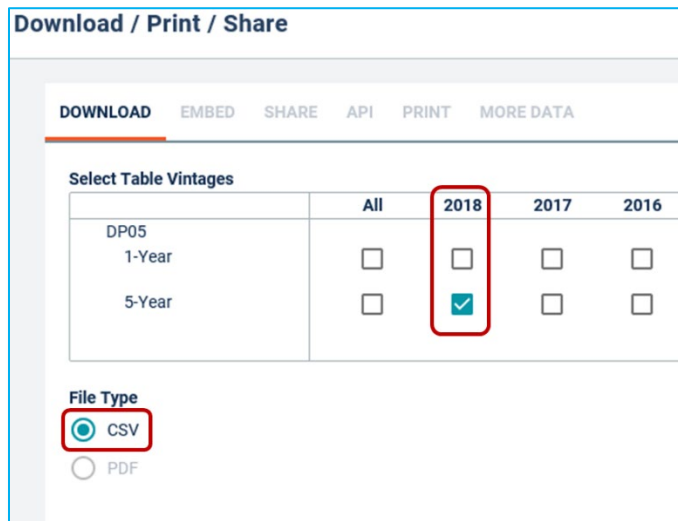 Download / Print / Share
DOWNLOAD EMBED SHARE API PRINT MORE DATA
Select Table Vintages
All 2018 2017 2016
DP05
1-Year
5-Year
File Type
CSV
PDF